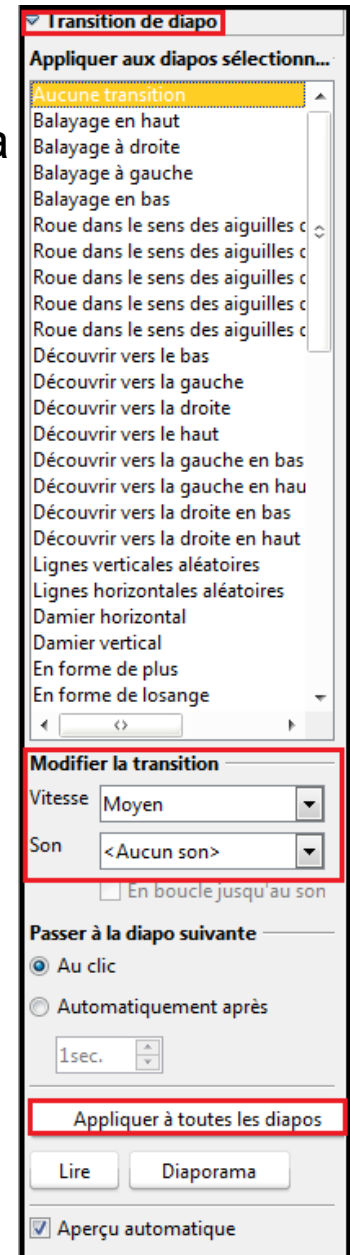 Transition de diapo
Appliquer aux diapos sélectionn...
Aucune transition
a
Balayage en haut
Balayage à droite
Balayage à gauche
Balayage en bas
Roue dans le sens des aiguilles d
Roue dans le sens des aiguilles d
Roue dans le sens des aiguilles d
Roue dans le sens des aiguilles d
Roue dans le sens des aiguilles d
Découvrir vers le bas
Découvrir vers la gauche
Découvrir vers la droite
Découvrir vers le haut
Découvrir vers la gauche en bas
Découvrir vers la gauche en hau
Découvrir vers la droite en bas
Découvrir vers la droite en haut
Lignes verticales aléatoires
Lignes horizontales aléatoires
Damier horizontal
Damier vertical
En forme de plus
En forme de losange
Modifier la transition
Vitesse Moyen
Son <Aucun son>
En boucle jusqu'au son
Passer à la diapo suivante
Au clic
Automatiquement après
1sec.
Appliquer à toutes les diapos
Lire Diaporama
Aperçu automatique